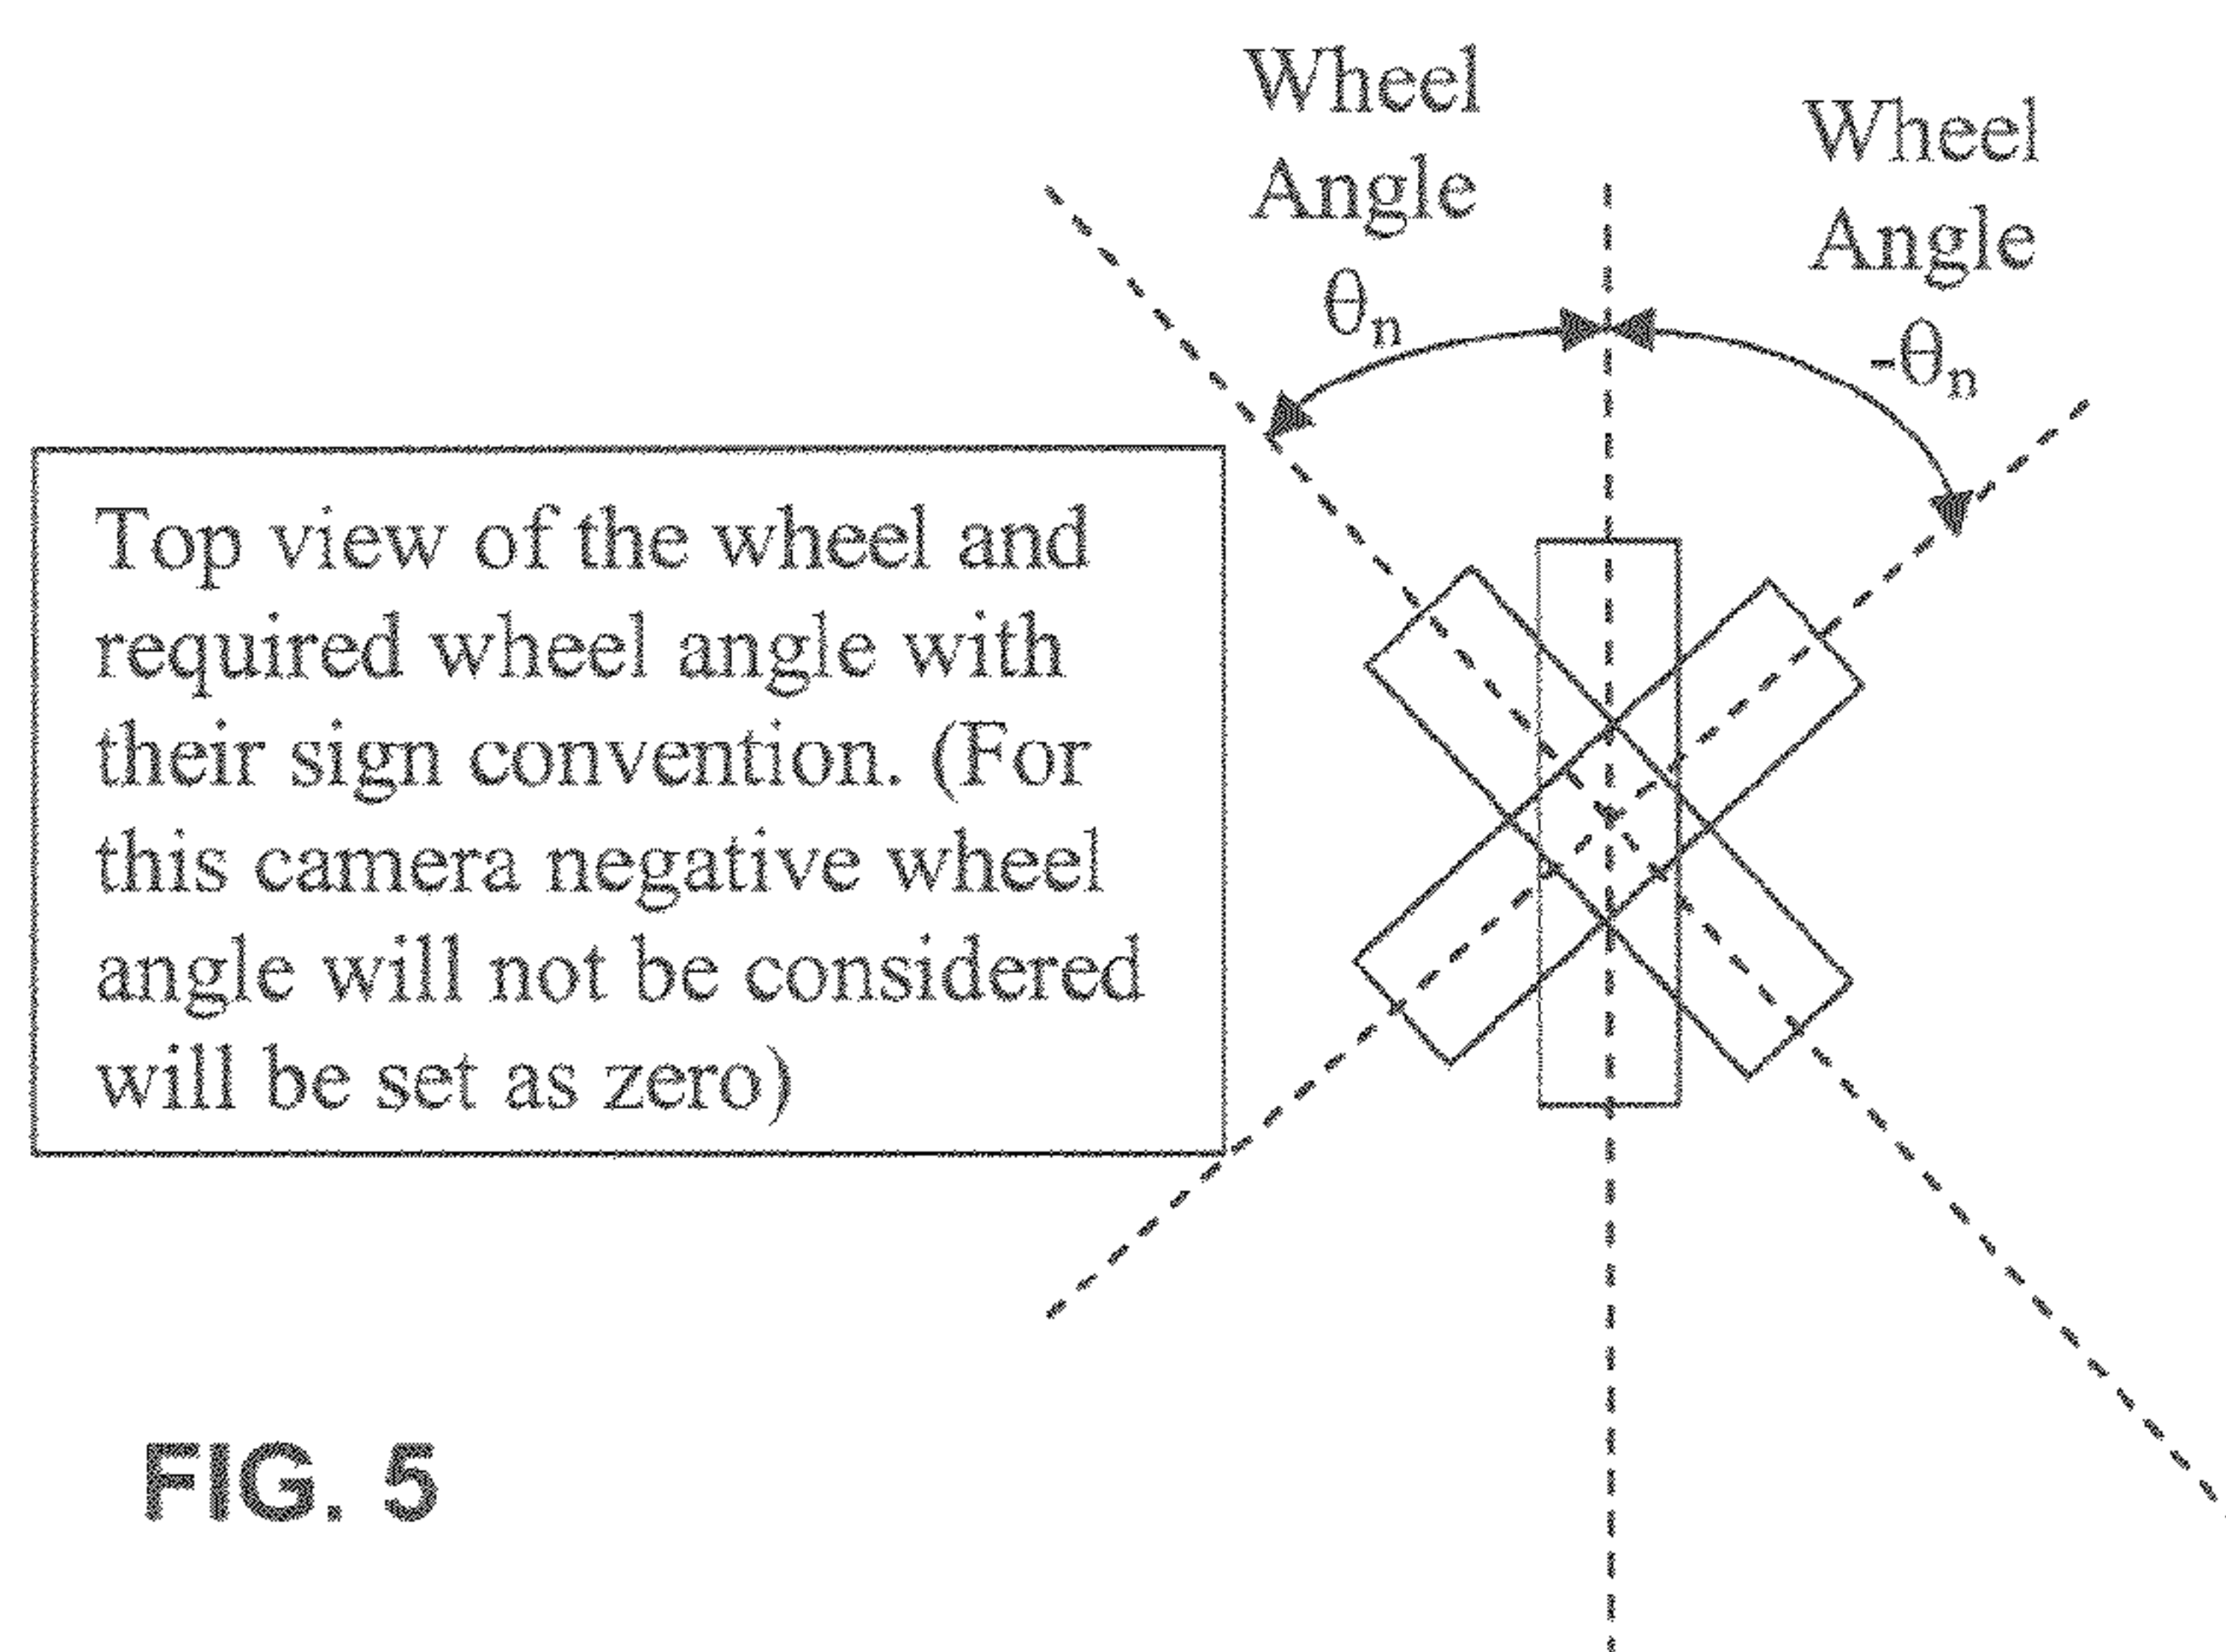 Wheel
Angle
θn
Wheel
Angle
-θn
Top view of the wheel and
required wheel angle with
their sign convention. (For
this camera negative wheel
angle will not be considered
will be set as zero)
FIG. 5